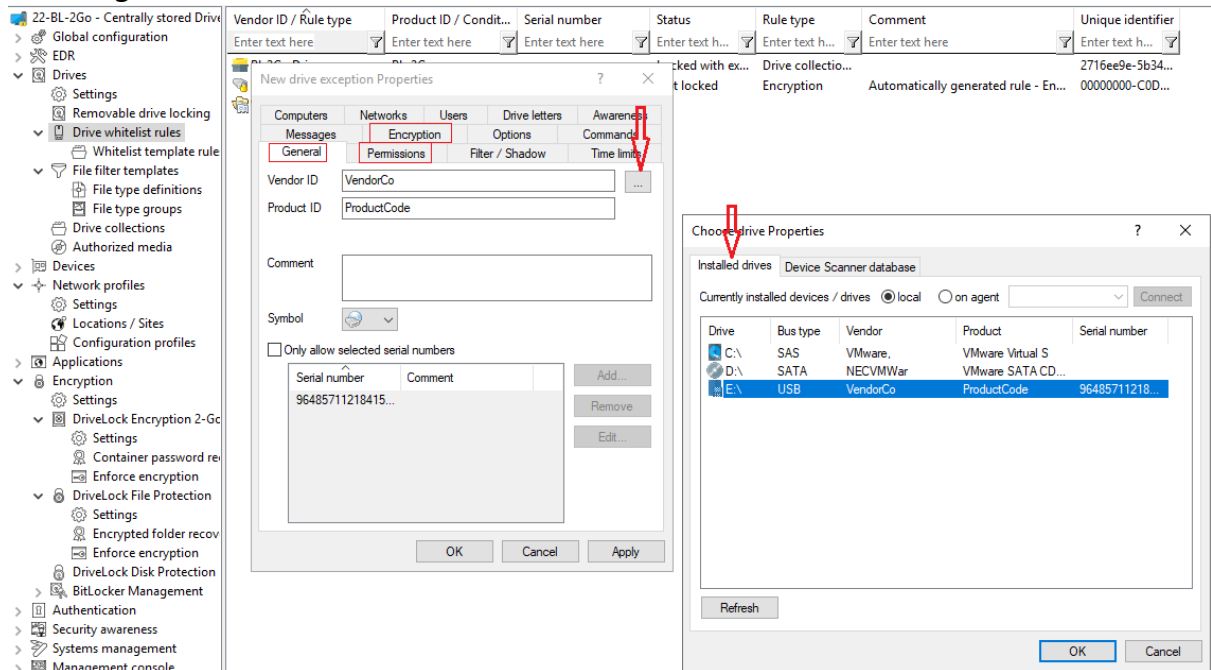 22-BL-2Go - Centrally stored Drive
Global configuration
EDR
Drives
Settings
Removable drive locking
Drive whitelist rules
Whitelist template rule
File filter templates
File type definitions
File type groups
Drive collections
Authorized media
Devices
Network profiles
Settings
Locations / Sites
Configuration profiles
Applications
Encryption
Settings
DriveLock Encryption 2-Go
Settings
Container password re
Enforce encryption
DriveLock File Protection
Settings
Encrypted folder recov
Enforce encryption
DriveLock Disk Protection
BitLocker Management
Authentication
Security awareness
Systems management
Management console
Vendor ID / Rule type Product ID / Condit... Serial number Status Rule type Comment Unique identifier
Enter text here Enter text here Enter text here Enter text h... Enter text h... Enter text here Enter text h...
cked with ex... Drive collectio... 2716ee9e-5b34...
t locked Encryption Automatically generated rule - En... 00000000-C0D...
New drive exception Properties ? ×
Computers Networks Users Drive letters Awareness
Messages Encryption Options Commands
General Permissions Filter / Shadow Time limits
Vendor ID VendorCo ...
Product ID ProductCode
Comment
Symbol
Only allow selected serial numbers
Serial number Comment Add...
96485711218415... Remove
Edit...
OK Cancel Apply
Choose drive Properties ? ×
Installed drives Device Scanner database
Currently installed devices / drives local on agent Connect
Drive Bus type Vendor Product Serial number
C:\ SAS VMware, VMware Virtual S
D:\ SATA NECVMWar VMware SATA CD...
E:\ USB VendorCo ProductCode 96485711218...
Refresh
OK Cancel